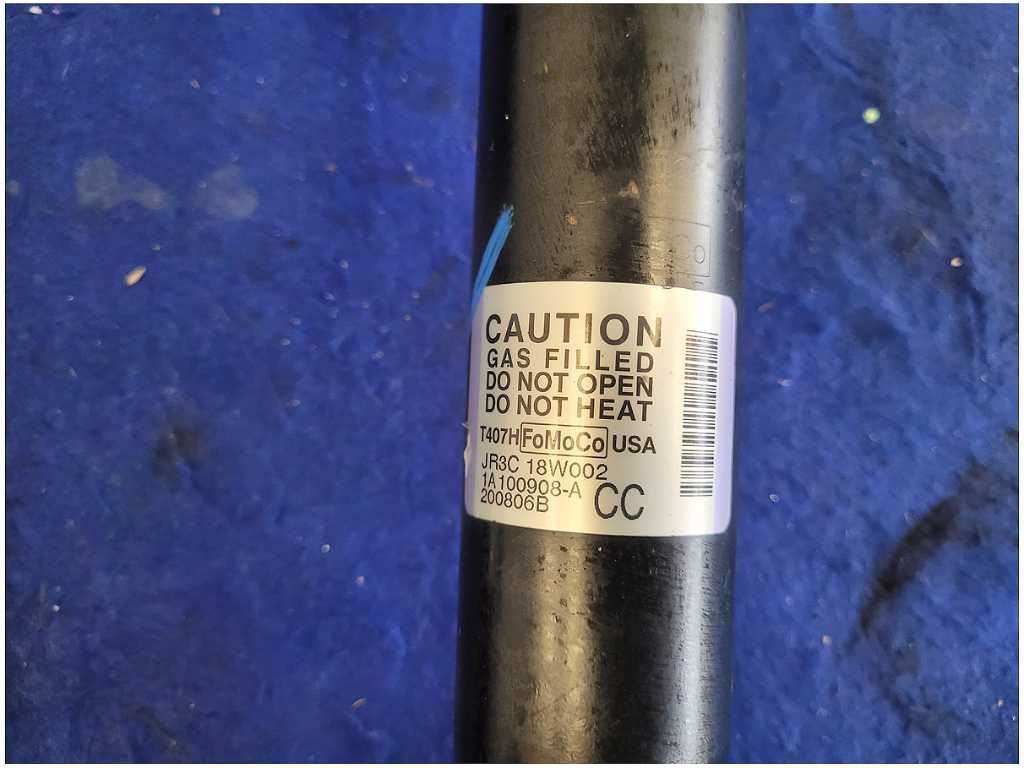 CAUTION
GAS FILLED
DO NOT OPEN
DO NOT HEAT
T407H FoMoCo USA
JR3C 18W002
1A100908-A
200806B CC